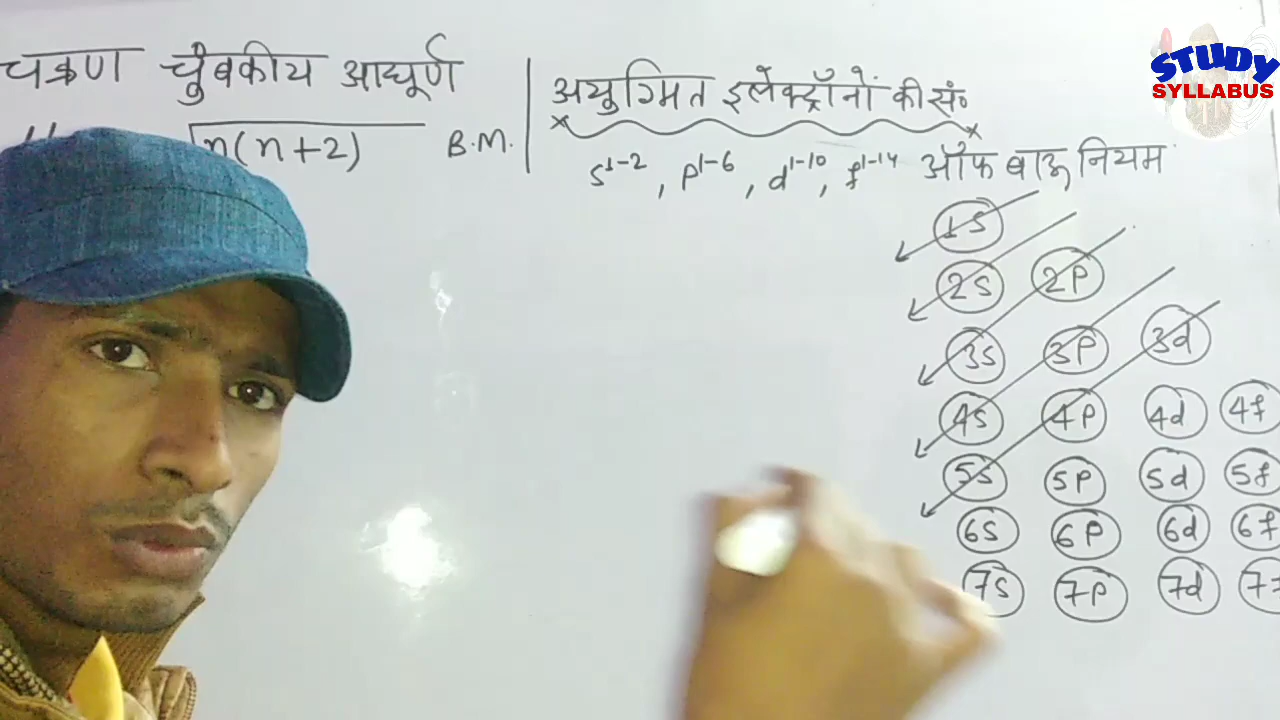 चक्रण चुंबकीय आघूर्ण
√n(n+2) B.M.
अयुग्मित इलेक्ट्रॉनों की सं०
s¹⁻², p¹⁻⁶, d¹⁻¹⁰, f¹⁻¹⁴
ऑफ बाऊ नियम
1s
2s 2p
3s 3p 3d
4s 4p 4d 4f
5s 5p 5d 5f
6s 6p 6d 6f
7s 7p 7d
STUDY
SYLLABUS